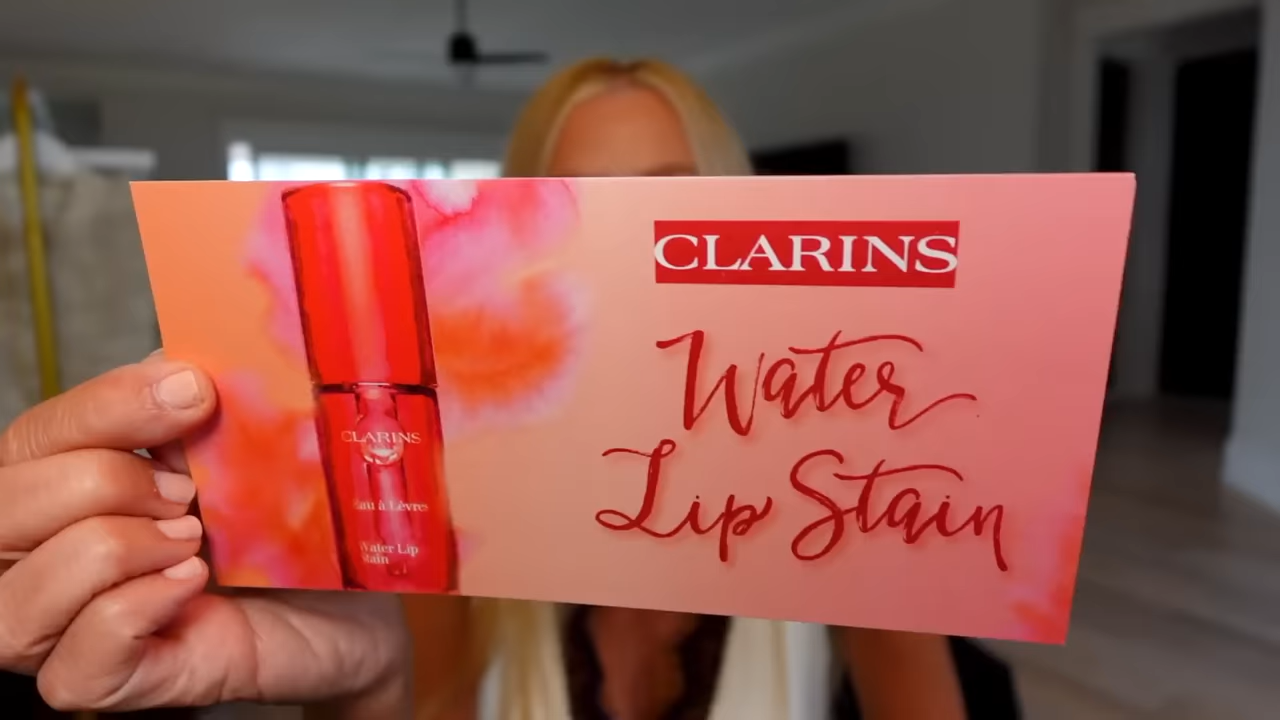 CLARINS
Water
Lip Stain
CLARINS
Eau à Lèvres
Water Lip
Stain